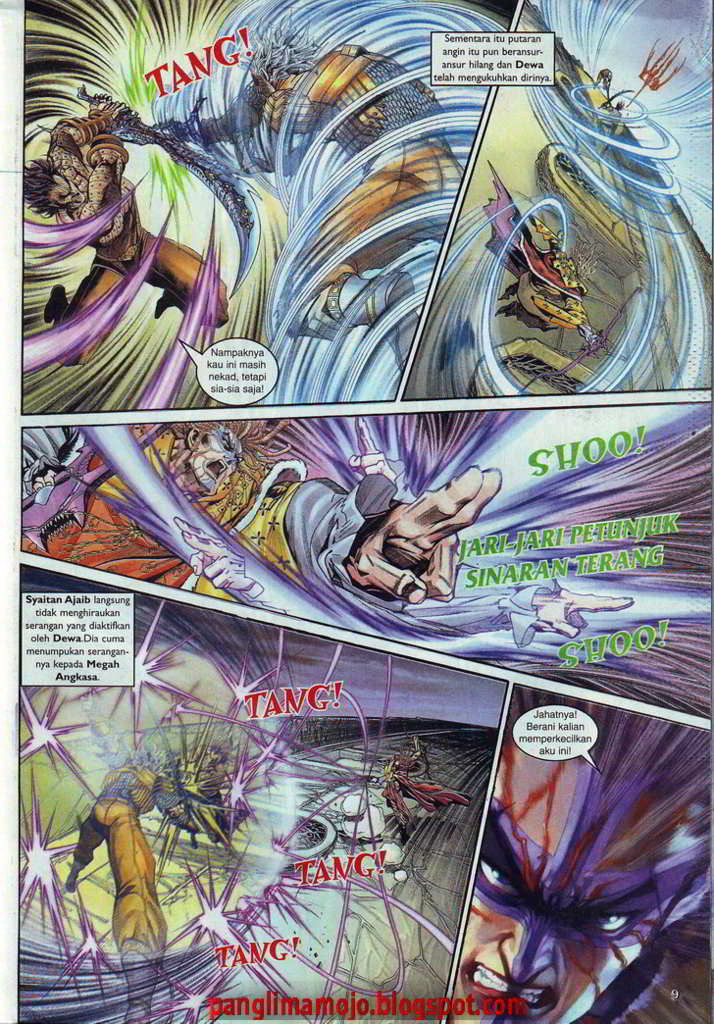 TANG!
Sementara itu putaran
angin itu pun beransur-
ansur hilang dan Dewa
telah mengukuhkan dirinya.
Nampaknya
kau ini masih
nekad, tetapi
sia-sia saja!
SHOO!
JARI-JARI PETUNJUK
SINARAN TERANG
SHOO!
Syaitan Ajaib langsung
tidak menghiraukan
serangan yang diaktifkan
oleh Dewa.Dia cuma
menumpukan serangan-
nya kepada Megah
Angkasa.
TANG!
Jahatnya!
Berani kalian
memperkecilkan
aku ini!
TANG!
TANG!
9
panglimamojo.blogspot.com